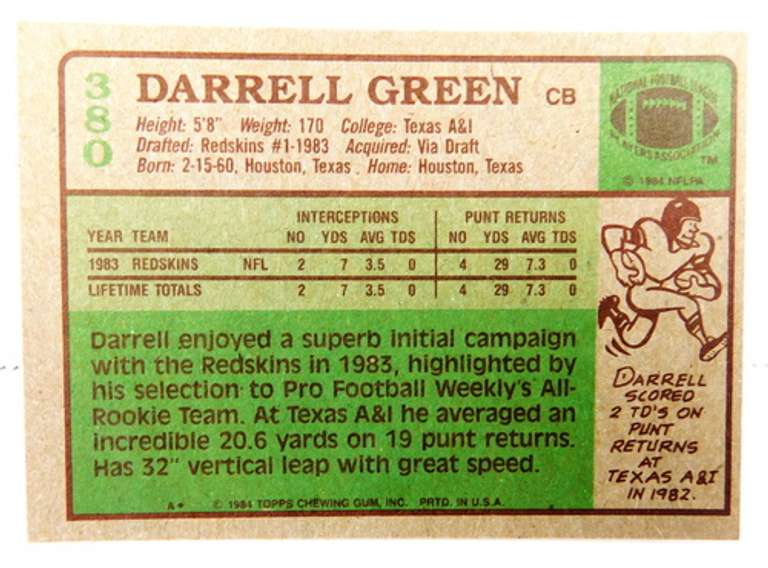 380
DARRELL GREEN CB
Height: 5'8" Weight: 170 College: Texas A&I
Drafted: Redskins #1-1983 Acquired: Via Draft
Born: 2-15-60, Houston, Texas Home: Houston, Texas
NATIONAL FOOTBALL LEAGUE
PLAYERS ASSOCIATION
TM
© 1984 NFLPA
INTERCEPTIONS PUNT RETURNS
YEAR TEAM NO YDS AVG TDS NO YDS AVG TDS
1983 REDSKINS NFL 2 7 3.5 0 4 29 7.3 0
LIFETIME TOTALS 2 7 3.5 0 4 29 7.3 0
Darrell enjoyed a superb initial campaign
with the Redskins in 1983, highlighted by
his selection to Pro Football Weekly's All-
Rookie Team. At Texas A&I he averaged an
incredible 20.6 yards on 19 punt returns.
Has 32" vertical leap with great speed.
A* © 1984 TOPPS CHEWING GUM, INC. PRTD. IN U.S.A.
DARRELL
SCORED
2 TD'S ON
PUNT
RETURNS
AT
TEXAS A&I
IN 1982.